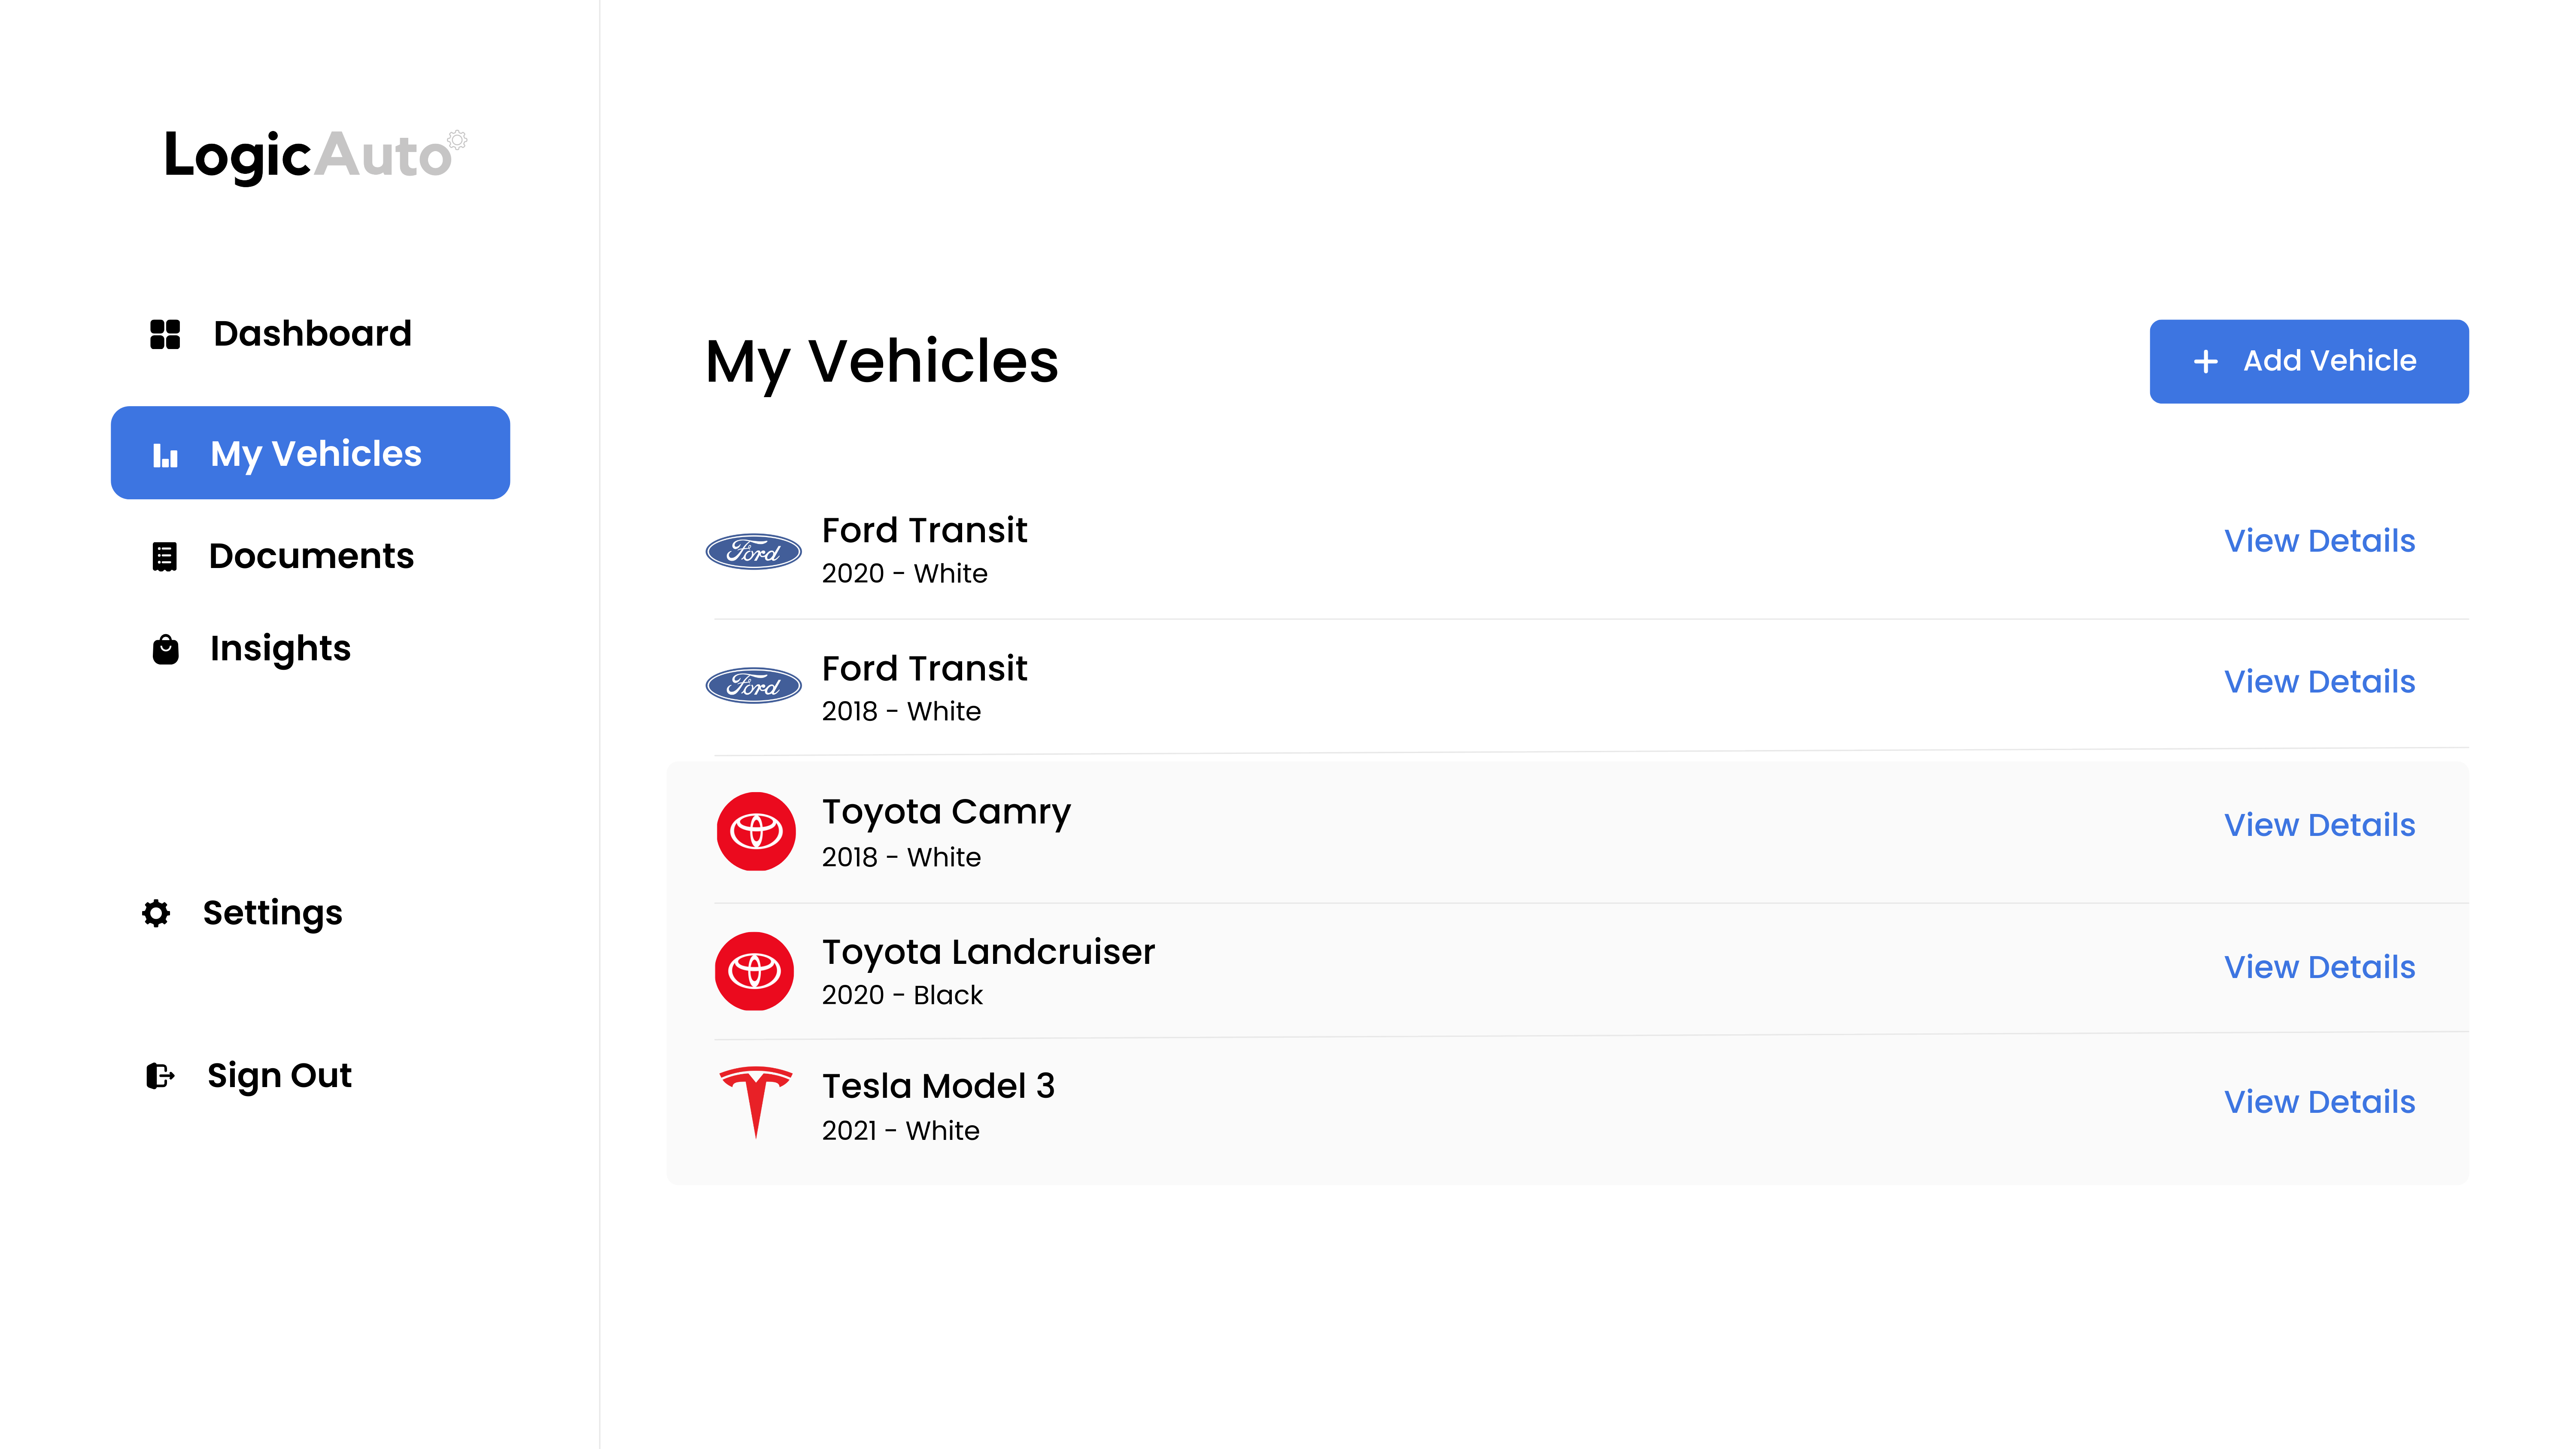 LogicAuto
Dashboard
My Vehicles
Documents
Insights
Settings
Sign Out
My Vehicles
+ Add Vehicle
Ford
Ford Transit
2020 - White
View Details
Ford
Ford Transit
2018 - White
View Details
Toyota Camry
2018 - White
View Details
Toyota Landcruiser
2020 - Black
View Details
Tesla Model 3
2021 - White
View Details